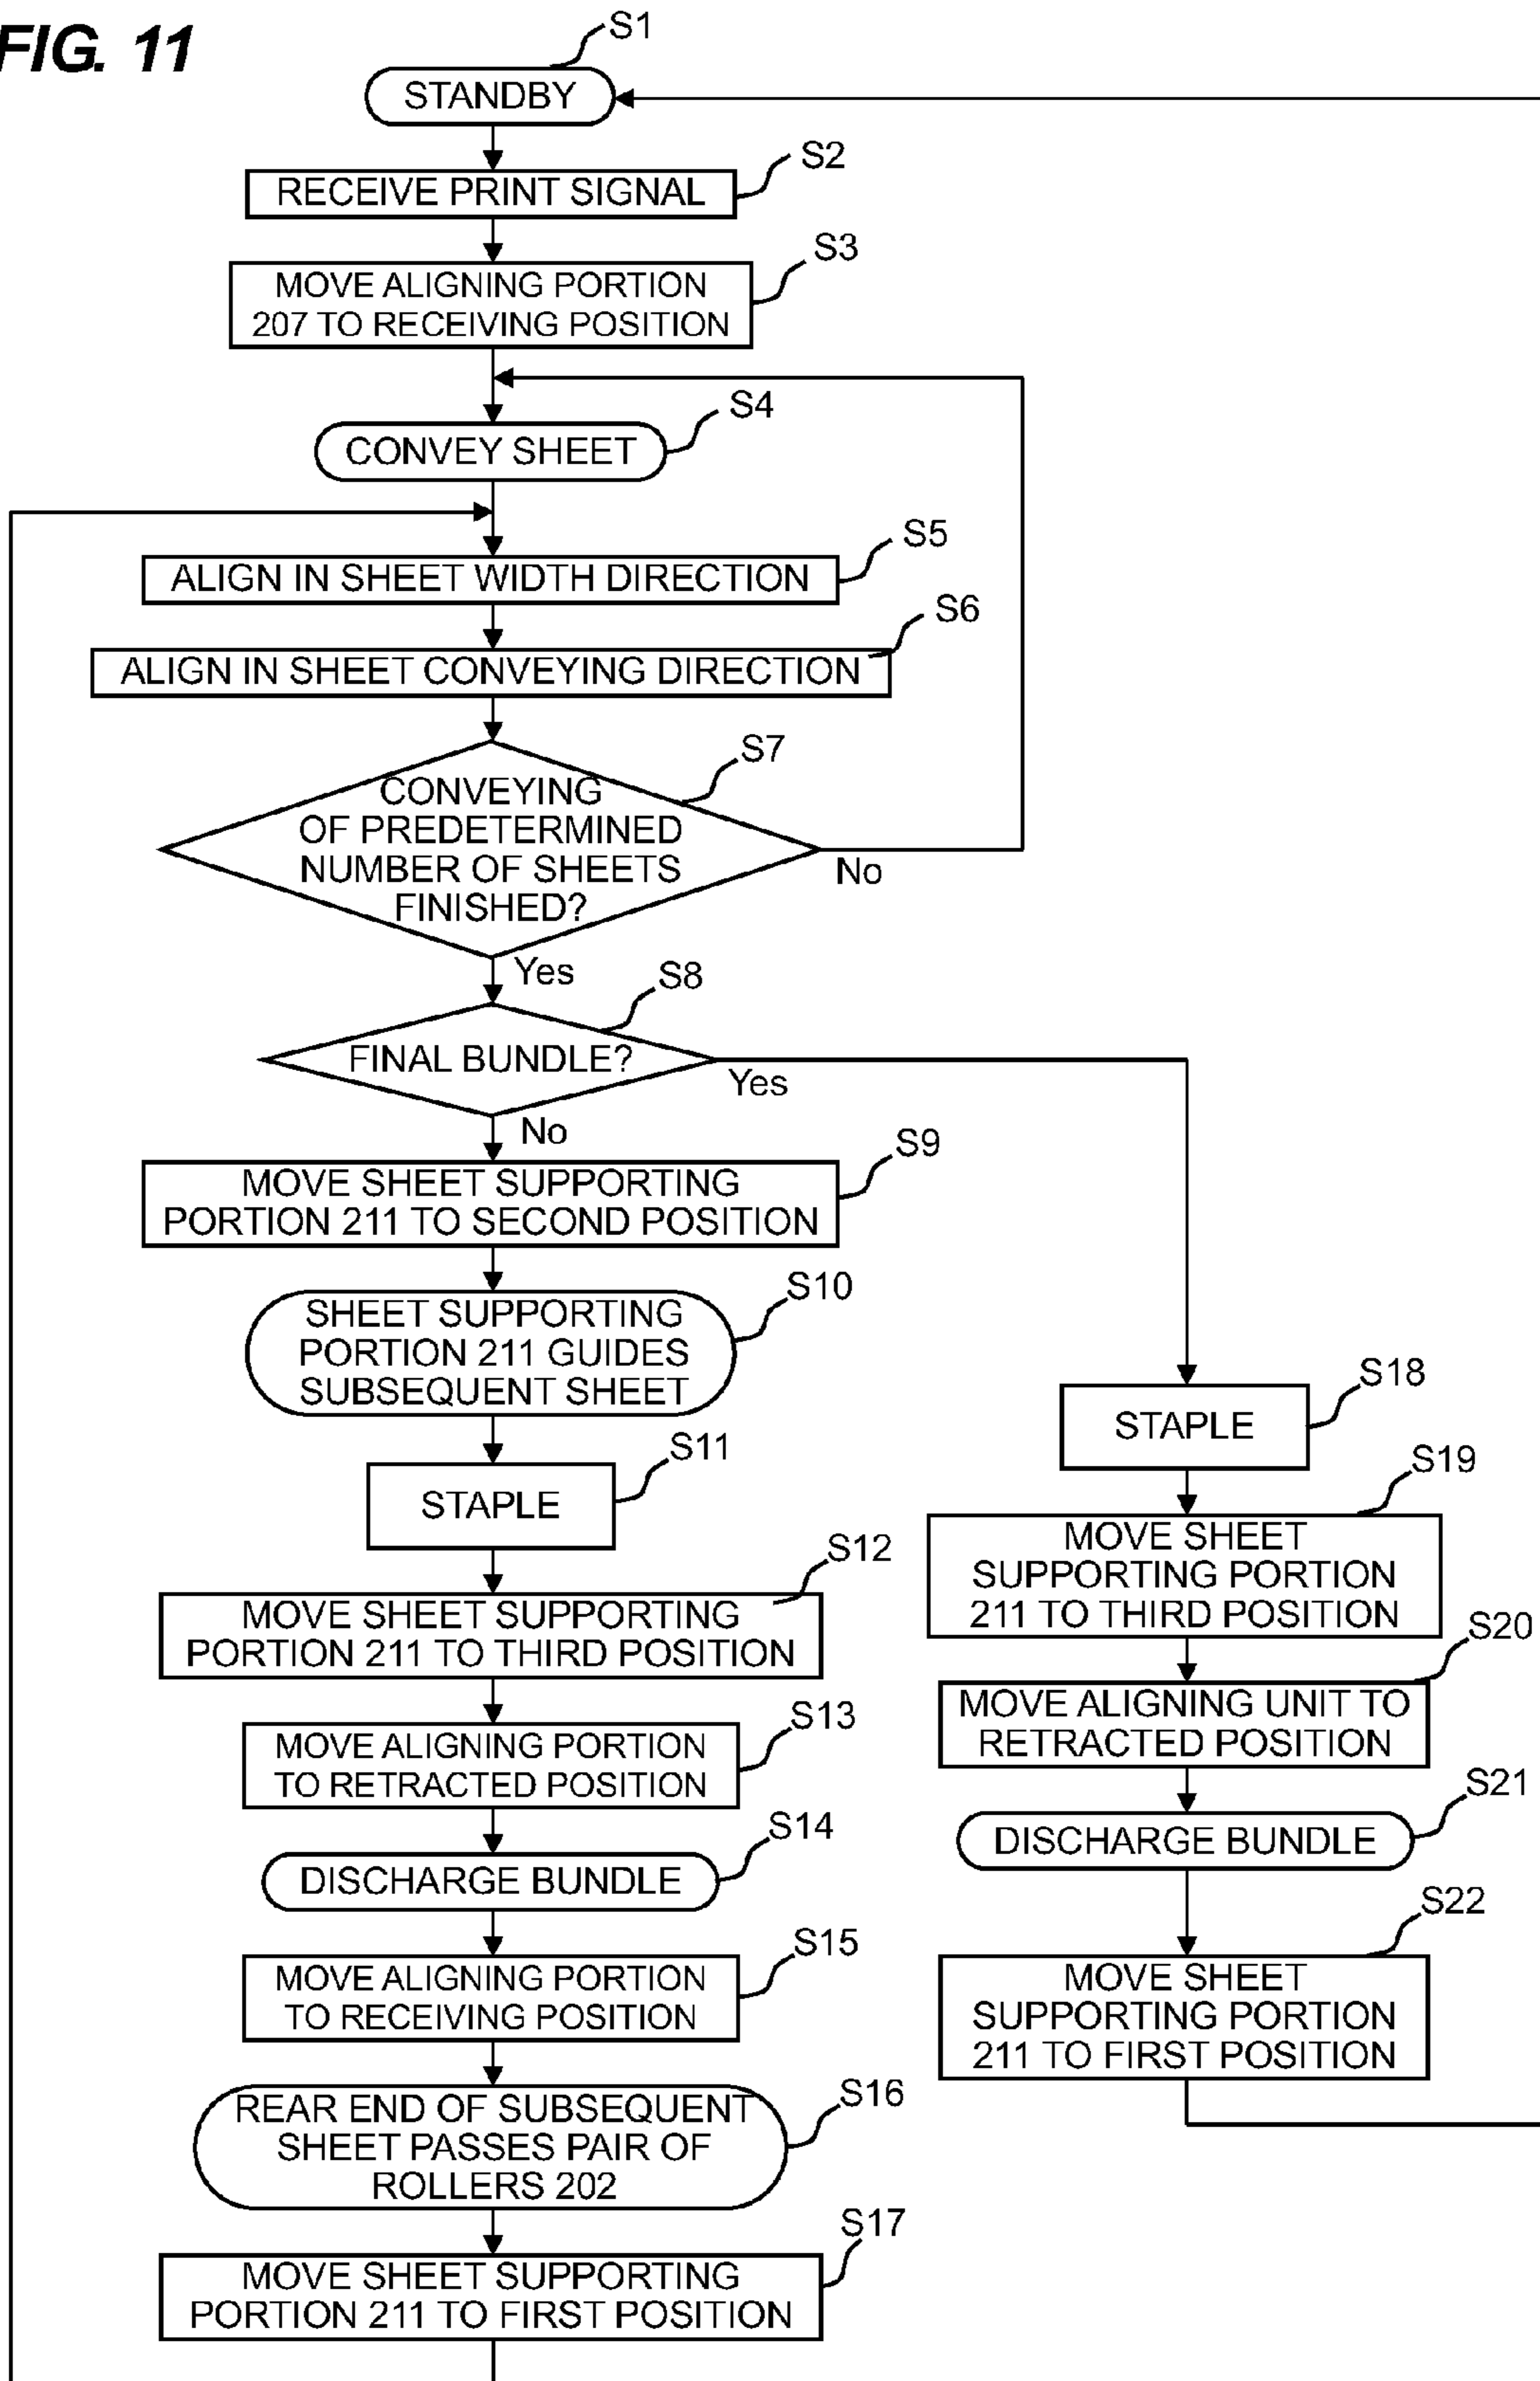 FIG. 11
S1
STANDBY
S2
RECEIVE PRINT SIGNAL
S3
MOVE ALIGNING PORTION
207 TO RECEIVING POSITION
S4
CONVEY SHEET
S5
ALIGN IN SHEET WIDTH DIRECTION
S6
ALIGN IN SHEET CONVEYING DIRECTION
S7
CONVEYING
OF PREDETERMINED
NUMBER OF SHEETS
FINISHED?
No
Yes
S8
FINAL BUNDLE?
Yes
No
S9
MOVE SHEET SUPPORTING
PORTION 211 TO SECOND POSITION
S10
SHEET SUPPORTING
PORTION 211 GUIDES
SUBSEQUENT SHEET
S11
STAPLE
S12
MOVE SHEET SUPPORTING
PORTION 211 TO THIRD POSITION
S13
MOVE ALIGNING PORTION
TO RETRACTED POSITION
S14
DISCHARGE BUNDLE
S15
MOVE ALIGNING PORTION
TO RECEIVING POSITION
S16
REAR END OF SUBSEQUENT
SHEET PASSES PAIR OF
ROLLERS 202
S17
MOVE SHEET SUPPORTING
PORTION 211 TO FIRST POSITION
S18
STAPLE
S19
MOVE SHEET
SUPPORTING PORTION
211 TO THIRD POSITION
S20
MOVE ALIGNING UNIT TO
RETRACTED POSITION
S21
DISCHARGE BUNDLE
S22
MOVE SHEET
SUPPORTING PORTION
211 TO FIRST POSITION